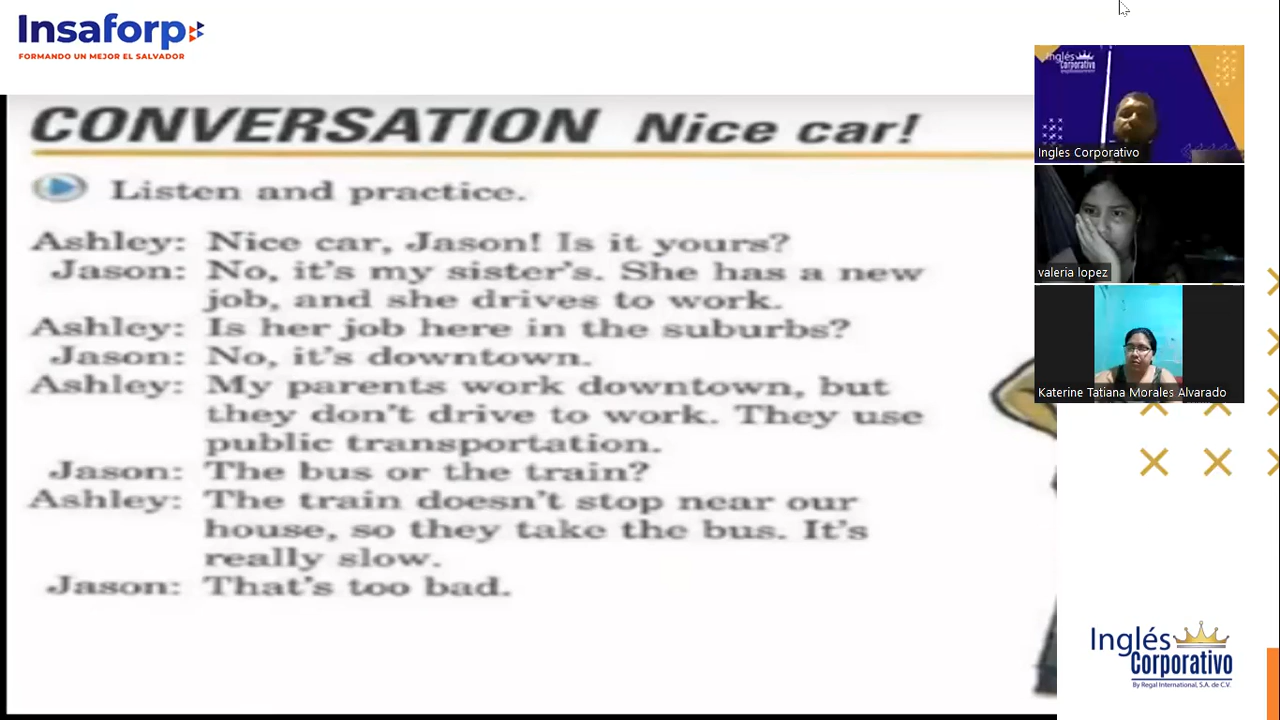 Insaforp
FORMANDO UN MEJOR EL SALVADOR
CONVERSATION Nice car!
Listen and practice.
Ashley: Nice car, Jason! Is it yours?
Jason: No, it's my sister's. She has a new
job, and she drives to work.
Ashley: Is her job here in the suburbs?
Jason: No, it's downtown.
Ashley: My parents work downtown, but
they don't drive to work. They use
public transportation.
Jason: The bus or the train?
Ashley: The train doesn't stop near our
house, so they take the bus. It's
really slow.
Jason: That's too bad.
Inglés
Corporativo
Ingles Corporativo
valeria lopez
Katerine Tatiana Morales Alvarado
Inglés
Corporativo
By Regal International, S.A. de C.V.